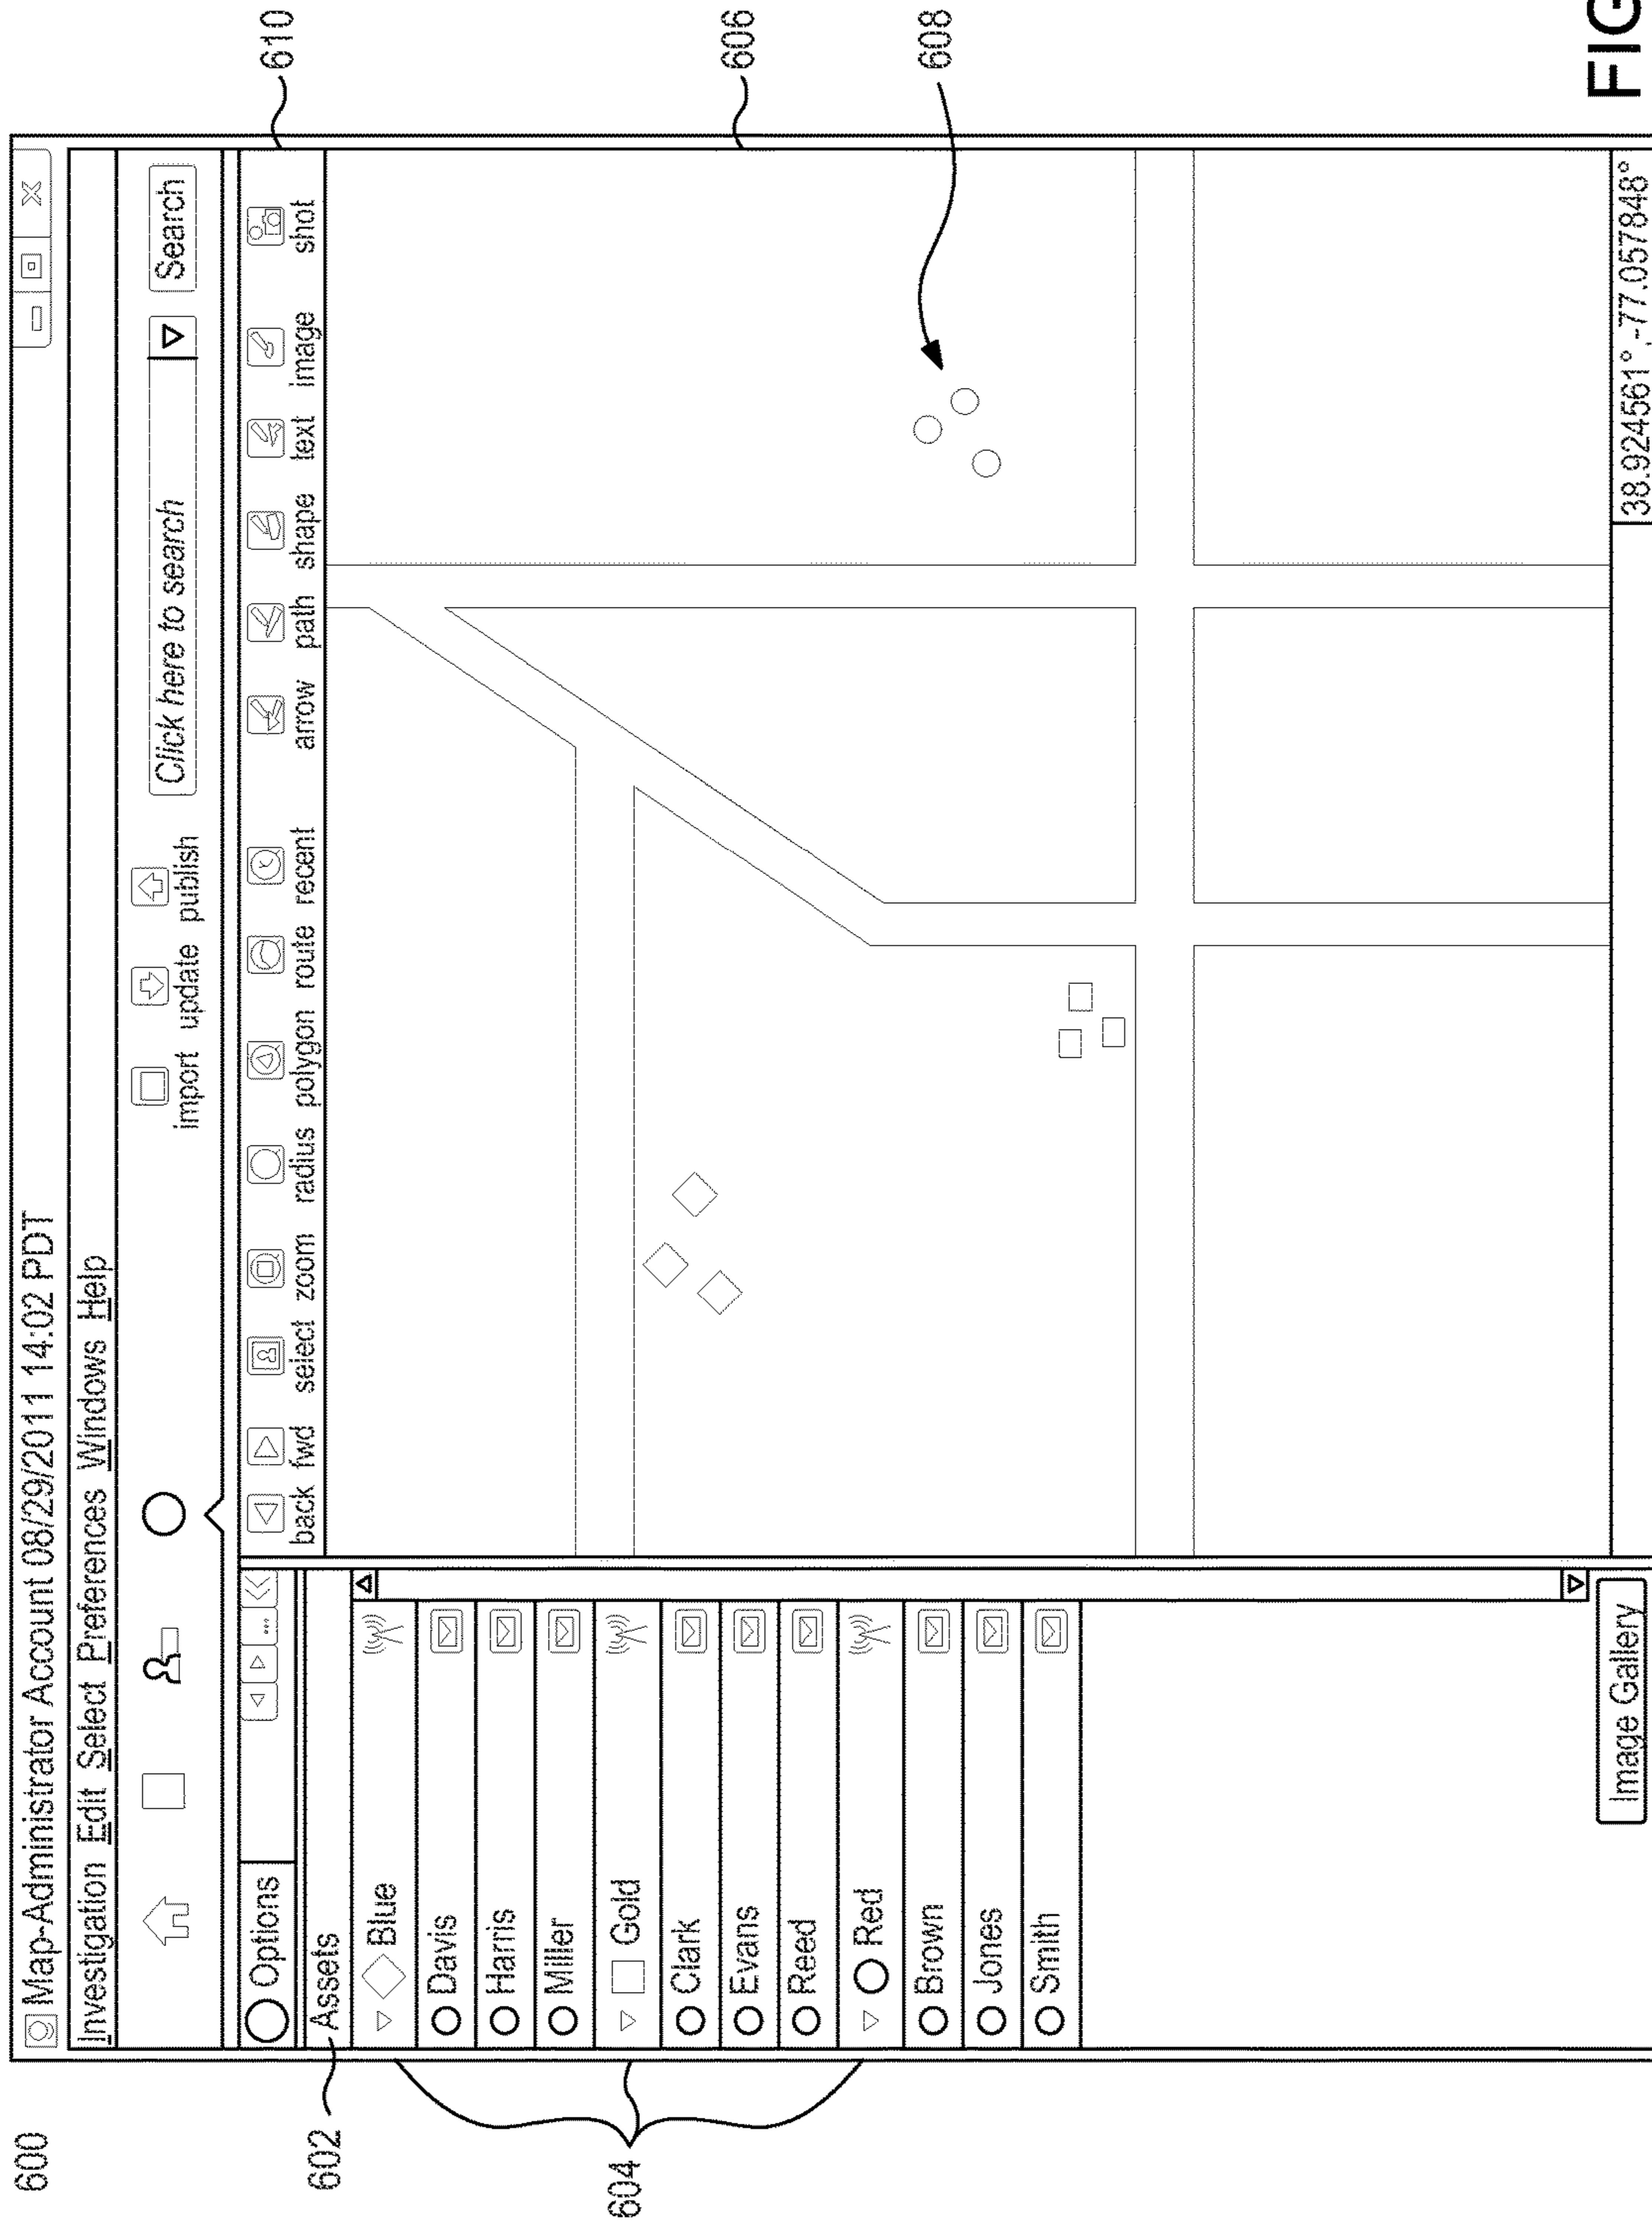 600
Map-Administrator Account 08/29/2011 14:02 PDT
X
Investigation Edit Select Preferences Windows Help
import update publish
Click here to search
Search
Options
...
610
back fwd select zoom radius polygon route recent arrow path shape text image shot
602
Assets
Blue
Davis
Harris
Miller
604
Gold
Clark
Evans
Reed
Red
Brown
Jones
Smith
606
608
Image Gallery
38.924561°,-77.057848°
FIG